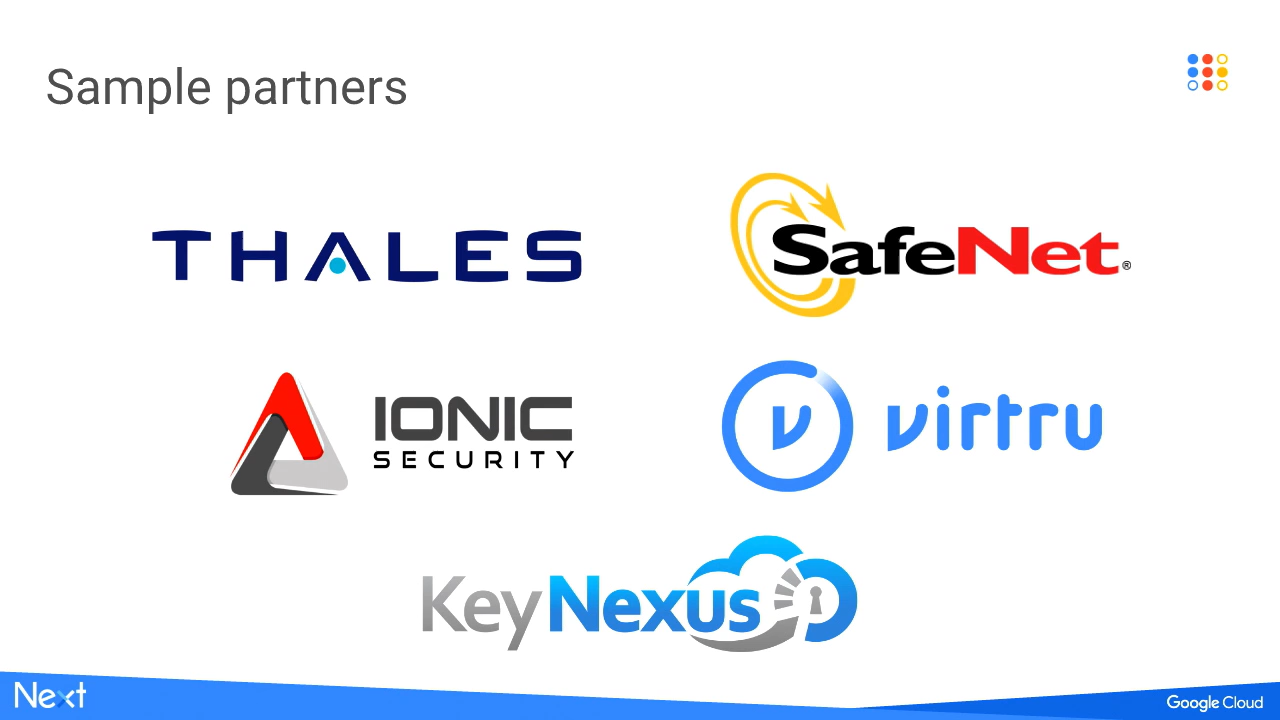 Sample partners
THALES
SafeNet®
IONIC
SECURITY
v
virtru
KeyNexus
Next
Google Cloud